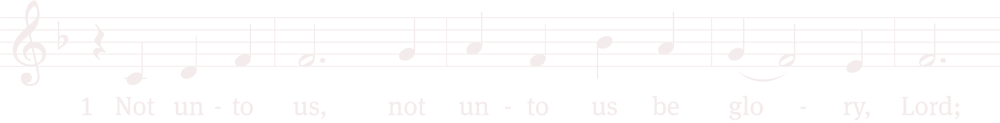 1 Not un - to us, not un - to us be glo - ry, Lord;